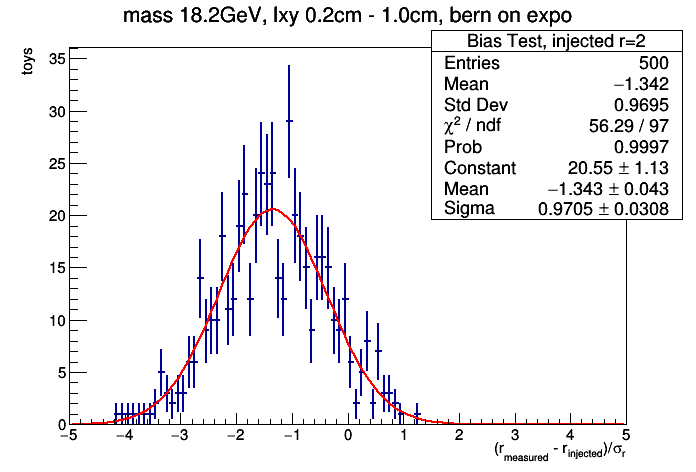 mass 18.2GeV, lxy 0.2cm - 1.0cm, bern on expo
Bias Test, injected r=2
Entries 500
Mean −1.342
Std Dev 0.9695
χ² / ndf 56.29 / 97
Prob 0.9997
Constant 20.55 ± 1.13
Mean −1.343 ± 0.043
Sigma 0.9705 ± 0.0308
toys
35
30
25
20
15
10
5
0
−5 −4 −3 −2 −1 0 1 2 3 4 5
(r_measured - r_injected)/σ_r